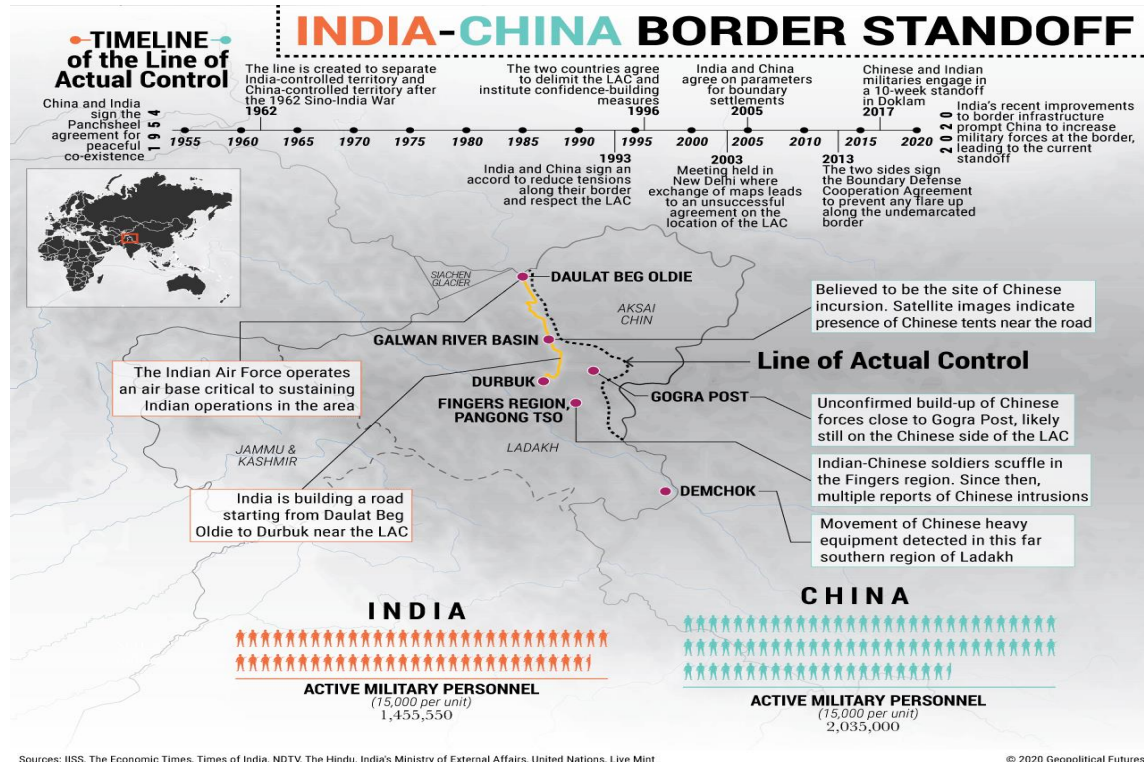 INDIA-CHINA BORDER STANDOFF
TIMELINE
of the Line of
Actual Control
China and India
sign the
Panchsheel
agreement for
peaceful
co-existence
1954
The line is created to separate
India-controlled territory and
China-controlled territory after
the 1962 Sino-India War
1962
The two countries agree
to delimit the LAC and
institute confidence-building
measures
1996
India and China
agree on parameters
for boundary
settlements
2005
Chinese and Indian
militaries engage in
a 10-week standoff
in Doklam
2017
2020
India's recent improvements
to border infrastructure
prompt China to increase
military forces at the border,
leading to the current
standoff
1955 1960 1965 1970 1975 1980 1985 1990 1995 2000 2005 2010 2015 2020
1993
India and China sign an
accord to reduce tensions
along their border
and respect the LAC
2003
Meeting held in
New Delhi where
exchange of maps leads
to an unsuccessful
agreement on the
location of the LAC
2013
The two sides sign
the Boundary Defense
Cooperation Agreement
to prevent any flare up
along the undemarcated
border
SIACHEN
GLACIER
DAULAT BEG OLDIE
AKSAI
CHIN
Believed to be the site of Chinese
incursion. Satellite images indicate
presence of Chinese tents near the road
GALWAN RIVER BASIN
Line of Actual Control
The Indian Air Force operates
an air base critical to sustaining
Indian operations in the area
DURBUK
GOGRA POST
FINGERS REGION,
PANGONG TSO
Unconfirmed build-up of Chinese
forces close to Gogra Post, likely
still on the Chinese side of the LAC
JAMMU &
KASHMIR
LADAKH
Indian-Chinese soldiers scuffle in
the Fingers region. Since then,
multiple reports of Chinese intrusions
India is building a road
starting from Daulat Beg
Oldie to Durbuk near the LAC
DEMCHOK
Movement of Chinese heavy
equipment detected in this far
southern region of Ladakh
INDIA
ACTIVE MILITARY PERSONNEL
(15,000 per unit)
1,455,550
CHINA
ACTIVE MILITARY PERSONNEL
(15,000 per unit)
2,035,000
Sources: IISS, The Economic Times, Times of India, NDTV, The Hindu, India's Ministry of External Affairs, United Nations, Live Mint
© 2020 Geopolitical Futures